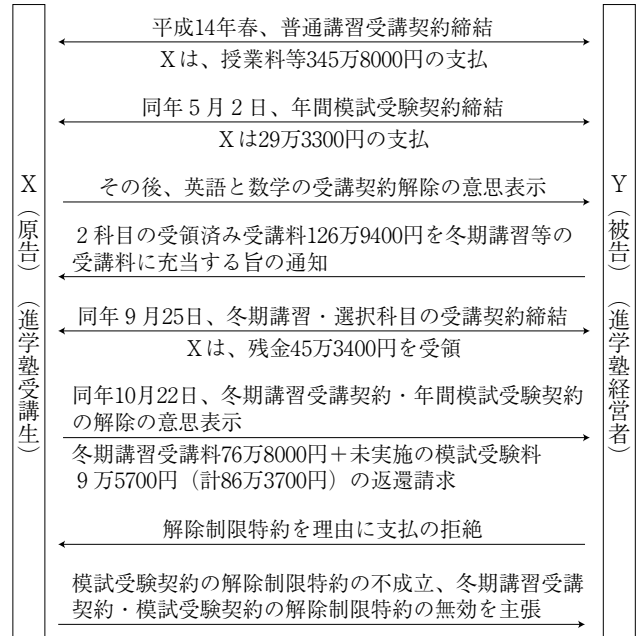 平成14年春、普通講習受講契約締結
Ｘは、授業料等345万8000円の支払
同年５月２日、年間模試受験契約締結
Ｘは29万3300円の支払
その後、英語と数学の受講契約解除の意思表示
２科目の受領済み受講料126万9400円を冬期講習等の
受講料に充当する旨の通知
同年９月25日、冬期講習・選択科目の受講契約締結
Ｘは、残金45万3400円を受領
同年10月22日、冬期講習受講契約・年間模試受験契約
の解除の意思表示
冬期講習受講料76万8000円＋未実施の模試受験料
９万5700円（計86万3700円）の返還請求
解除制限特約を理由に支払の拒絶
模試受験契約の解除制限特約の不成立、冬期講習受講
契約・模試受験契約の解除制限特約の無効を主張
Ｘ（原告）（進学塾受講生）
Ｙ（被告）（進学塾経営者）